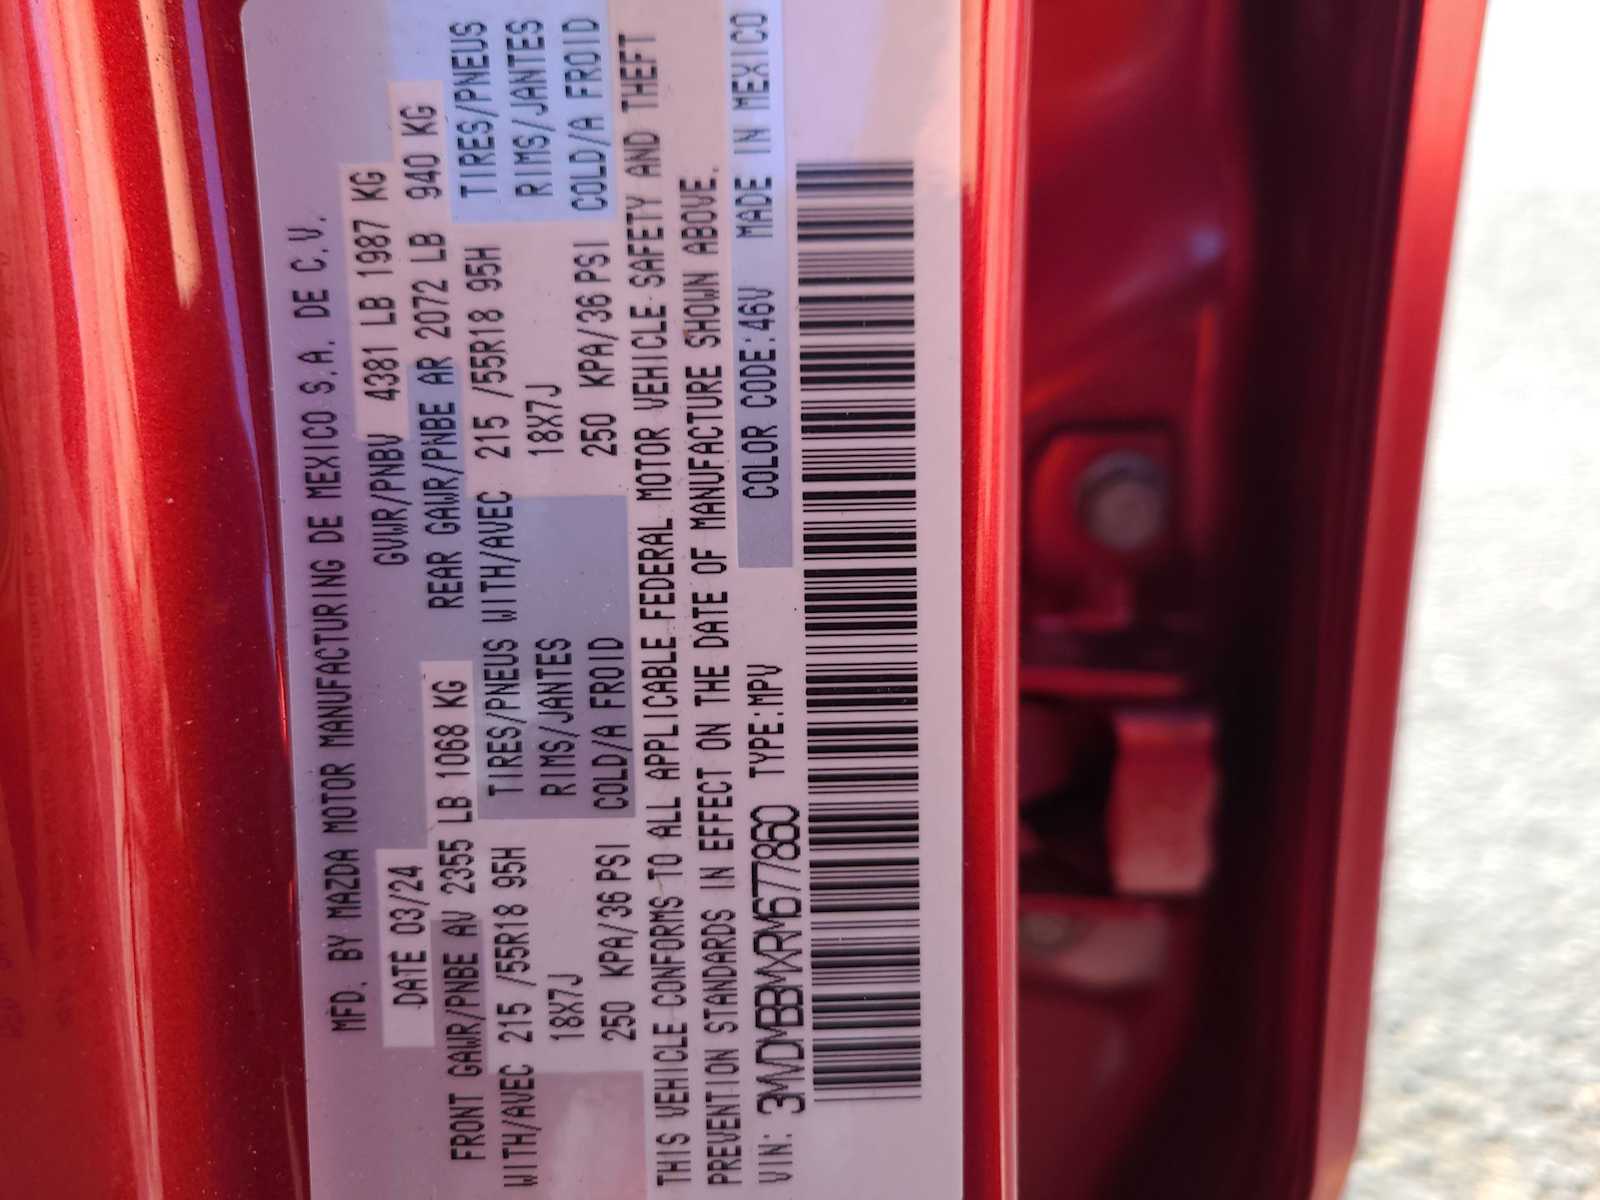 MFD. BY MAZDA MOTOR MANUFACTURING DE MEXICO S.A. DE C.V.
DATE 03/24 GVWR/PNBV 4381 LB 1987 KG
FRONT GAWR/PNBE AV 2355 LB 1068 KG REAR GAWR/PNBE AR 2072 LB 940 KG
WITH/AVEC 215 /55R18 95H TIRES/PNEUS WITH/AVEC 215 /55R18 95H TIRES/PNEUS
18X7J RIMS/JANTES 18X7J RIMS/JANTES
250 KPA/36 PSI COLD/A FROID 250 KPA/36 PSI COLD/A FROID
THIS VEHICLE CONFORMS TO ALL APPLICABLE FEDERAL MOTOR VEHICLE SAFETY AND THEFT
PREVENTION STANDARDS IN EFFECT ON THE DATE OF MANUFACTURE SHOWN ABOVE.
VIN: 3MVDMBBMXRM677860 TYPE:MPV COLOR CODE:46V MADE IN MEXICO